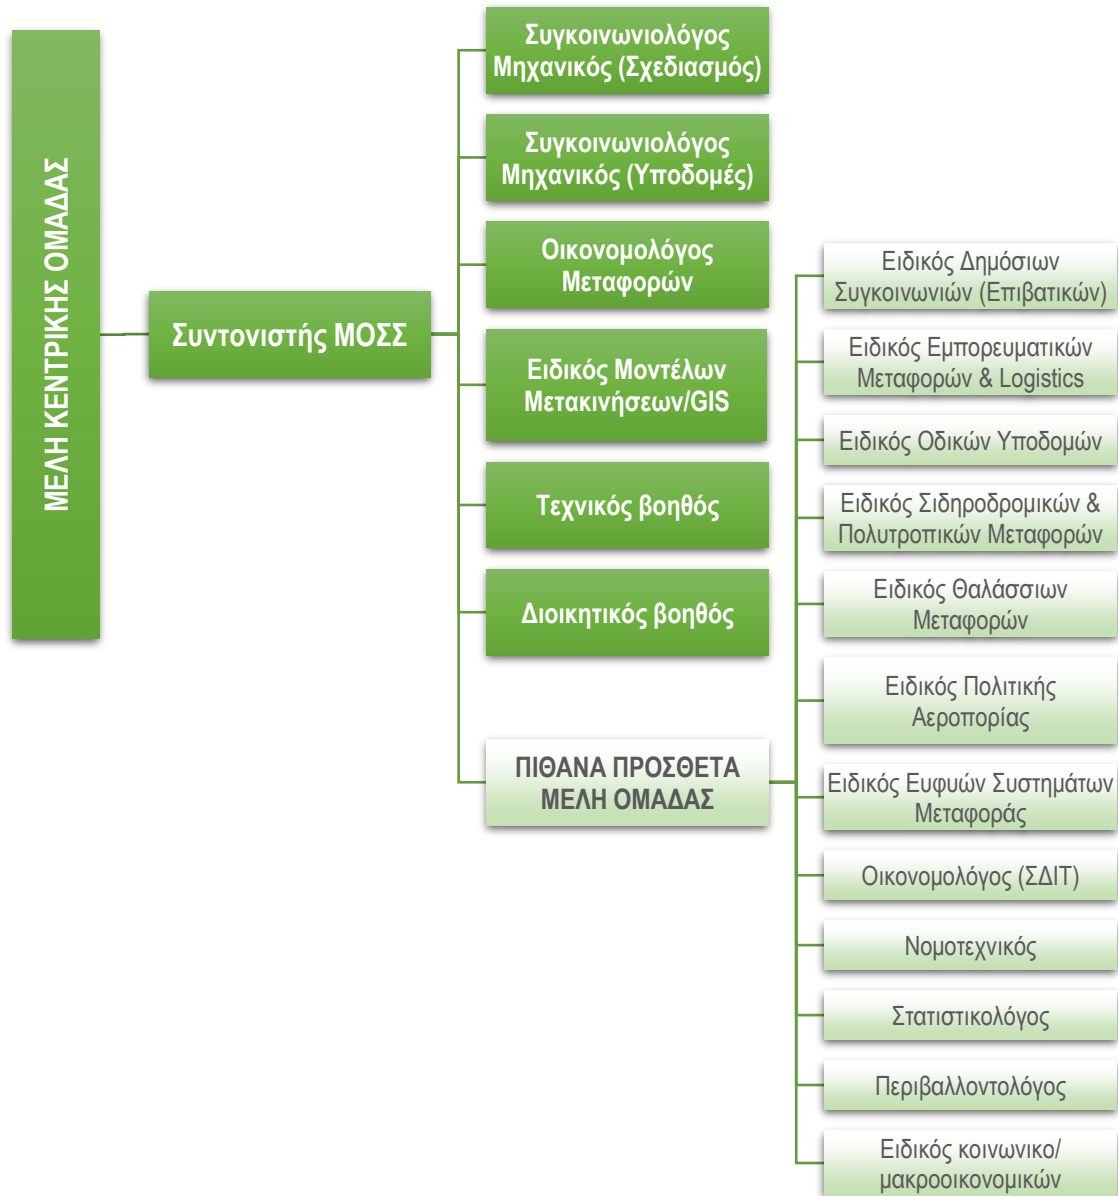 ΜΕΛΗ ΚΕΝΤΡΙΚΗΣ ΟΜΑΔΑΣ
Συντονιστής ΜΟΣΣ
Συγκοινωνιολόγος
Μηχανικός (Σχεδιασμός)
Συγκοινωνιολόγος
Μηχανικός (Υποδομές)
Οικονομολόγος
Μεταφορών
Ειδικός Μοντέλων
Μετακινήσεων/GIS
Τεχνικός βοηθός
Διοικητικός βοηθός
ΠΙΘΑΝΑ ΠΡΟΣΘΕΤΑ
ΜΕΛΗ ΟΜΑΔΑΣ
Ειδικός Δημόσιων
Συγκοινωνιών (Επιβατικών)
Ειδικός Εμπορευματικών
Μεταφορών & Logistics
Ειδικός Οδικών Υποδομών
Ειδικός Σιδηροδρομικών &
Πολυτροπικών Μεταφορών
Ειδικός Θαλάσσιων
Μεταφορών
Ειδικός Πολιτικής
Αεροπορίας
Ειδικός Ευφυών Συστημάτων
Μεταφοράς
Οικονομολόγος (ΣΔΙΤ)
Νομοτεχνικός
Στατιστικολόγος
Περιβαλλοντολόγος
Ειδικός κοινωνικο/
μακροοικονομικών